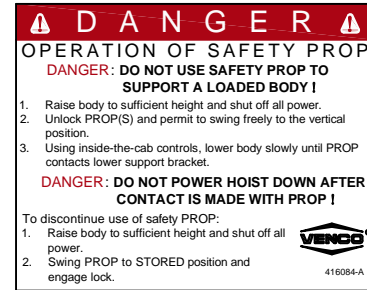 DANGER
OPERATION OF SAFETY PROP
DANGER: DO NOT USE SAFETY PROP TO
SUPPORT A LOADED BODY !
1. Raise body to sufficient height and shut off all power.
2. Unlock PROP(S) and permit to swing freely to the vertical
position.
3. Using inside-the-cab controls, lower body slowly until PROP
contacts lower support bracket.
DANGER: DO NOT POWER HOIST DOWN AFTER
CONTACT IS MADE WITH PROP !
To discontinue use of safety PROP:
1. Raise body to sufficient height and shut off all
power.
2. Swing PROP to STORED position and
engage lock.
VENCO
416084-A